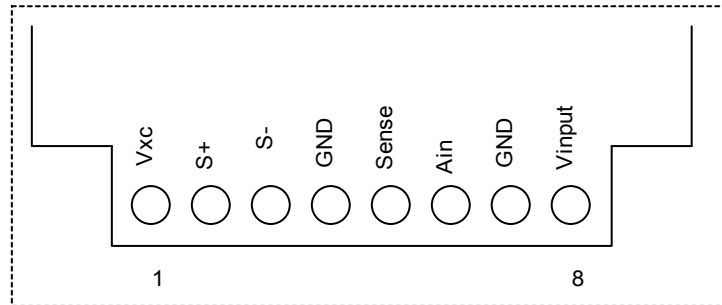 Vxc
S+
S-
GND
Sense
Ain
GND
Vinput
1
8